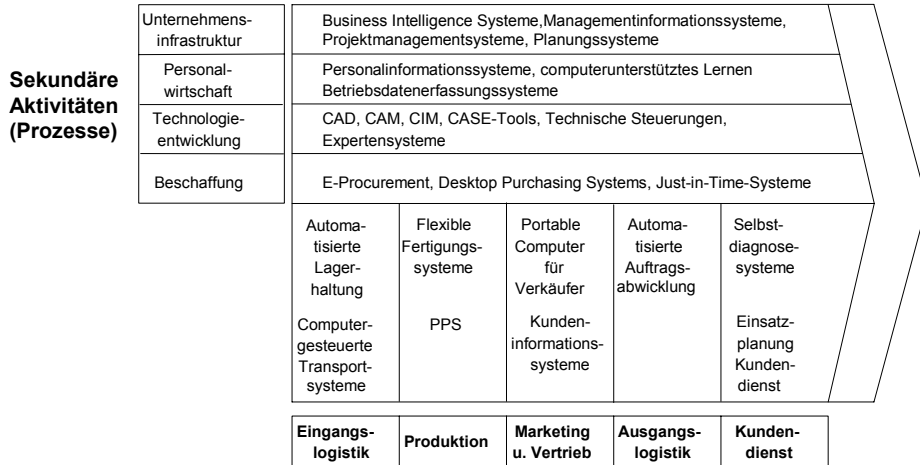 Unternehmens-
infrastruktur
Business Intelligence Systeme,Managementinformationssysteme,
Projektmanagementsysteme, Planungssysteme
Sekundäre
Aktivitäten
(Prozesse)
Personal-
wirtschaft
Personalinformationssysteme, computerunterstütztes Lernen
Betriebsdatenerfassungssysteme
Technologie-
entwicklung
CAD, CAM, CIM, CASE-Tools, Technische Steuerungen,
Expertensysteme
Beschaffung
E-Procurement, Desktop Purchasing Systems, Just-in-Time-Systeme
Automa-
tisierte
Lager-
haltung
Computer-
gesteuerte
Transport-
systeme
Flexible
Fertigungs-
systeme
PPS
Portable
Computer
für
Verkäufer
Kunden-
informations-
systeme
Automa-
tisierte
Auftrags-
abwicklung
Selbst-
diagnose-
systeme
Einsatz-
planung
Kunden-
dienst
Eingangs-
logistik
Produktion
Marketing
u. Vertrieb
Ausgangs-
logistik
Kunden-
dienst